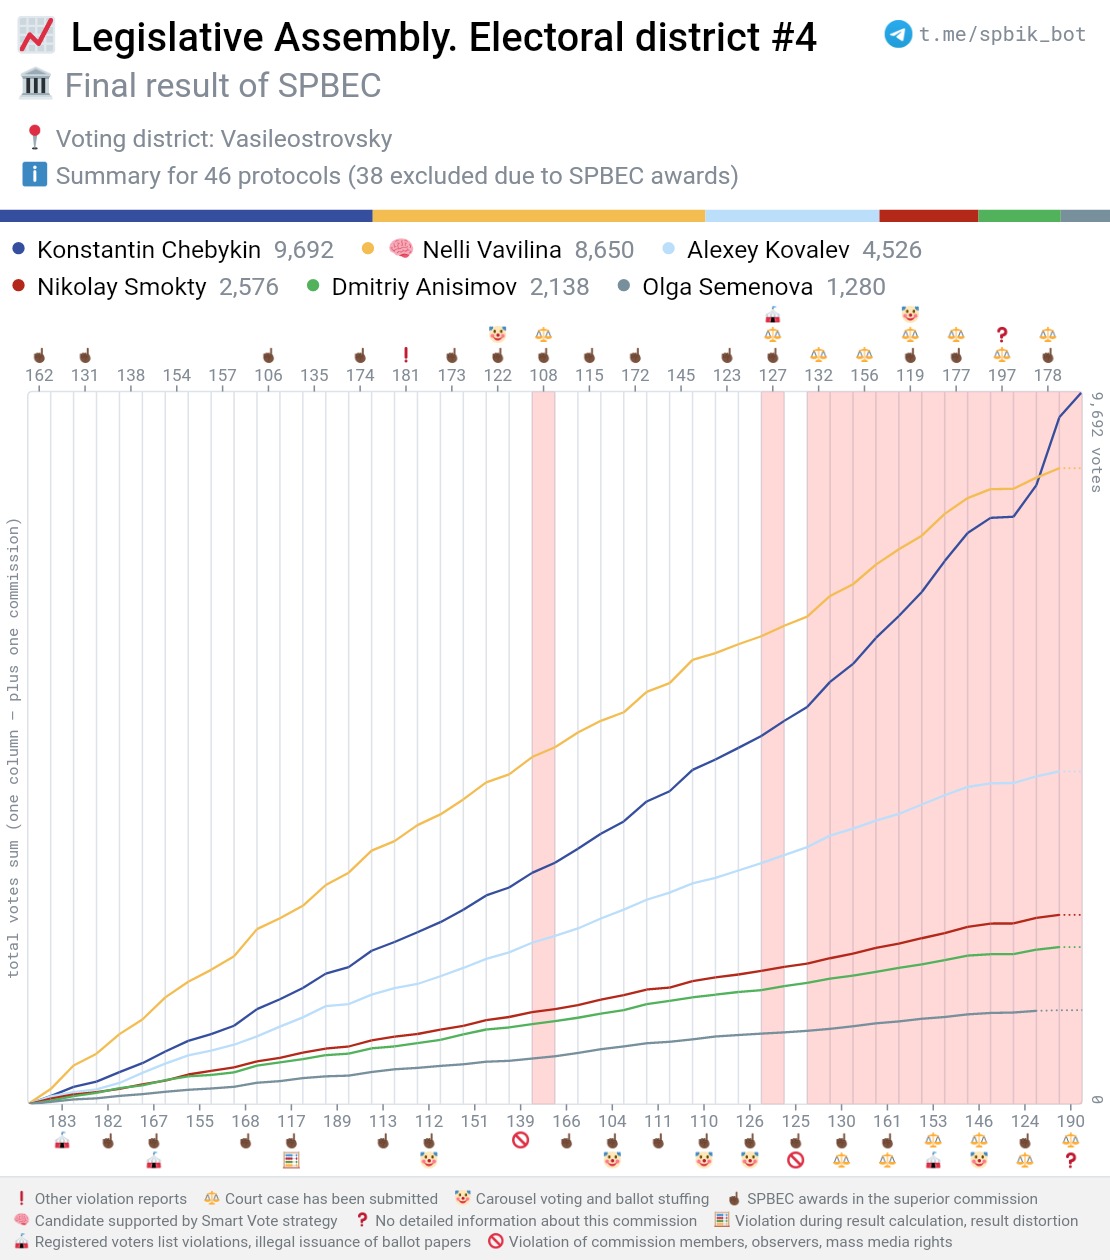 Legislative Assembly. Electoral district #4
t.me/spbik_bot
Final result of SPBEC
Voting district: Vasileostrovsky
Summary for 46 protocols (38 excluded due to SPBEC awards)
Konstantin Chebykin 9,692 Nelli Vavilina 8,650 Alexey Kovalev 4,526
Nikolay Smokty 2,576 Dmitriy Anisimov 2,138 Olga Semenova 1,280
162 131 138 154 157 106 135 174 181 173 122 108 115 172 145 123 127 132 156 119 177 197 178
9,692 votes
total votes sum (one column – plus one commission)
0
183 182 167 155 168 117 189 113 112 151 139 166 104 111 110 126 125 130 161 153 146 124 190
Other violation reports Court case has been submitted Carousel voting and ballot stuffing SPBEC awards in the superior commission
Candidate supported by Smart Vote strategy No detailed information about this commission Violation during result calculation, result distortion
Registered voters list violations, illegal issuance of ballot papers Violation of commission members, observers, mass media rights